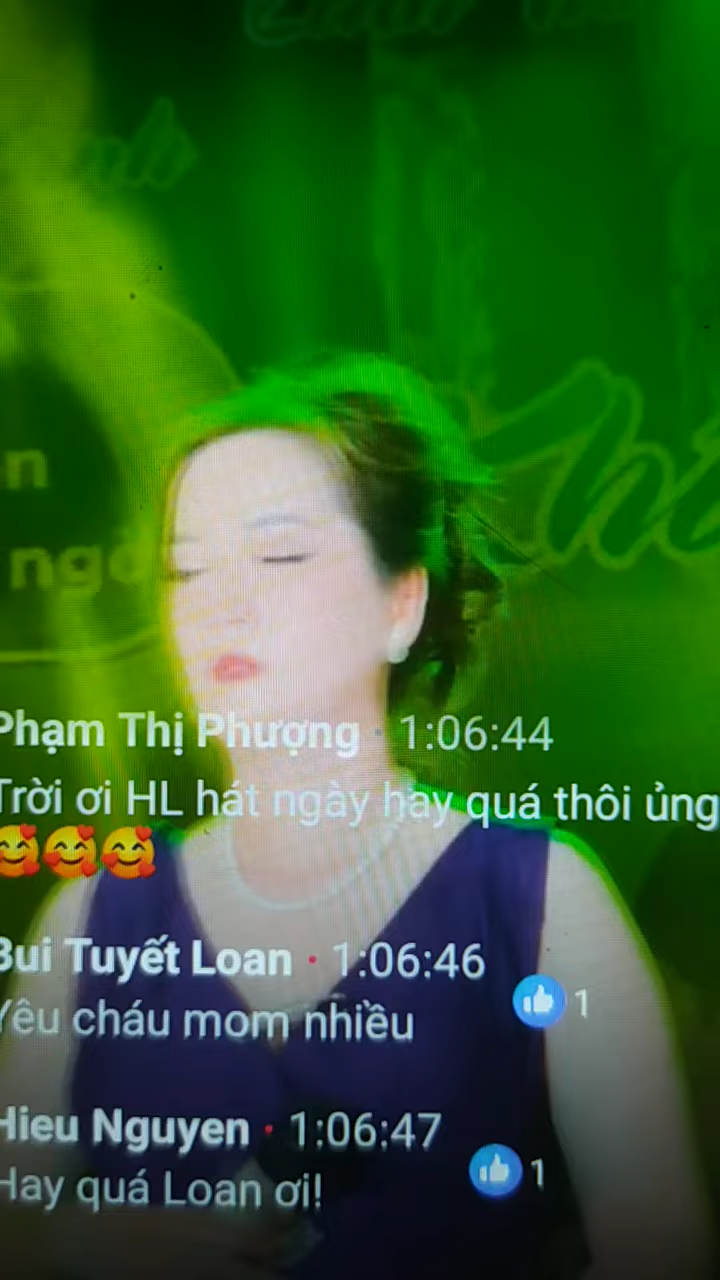 n
ngà
Phạm Thị Phượng · 1:06:44
Trời ơi HL hát ngày hay quá thôi ủng
🥰🥰🥰
Bui Tuyết Loan · 1:06:46
Yêu cháu mom nhiều
1
Hieu Nguyen · 1:06:47
Hay quá Loan ơi!
1